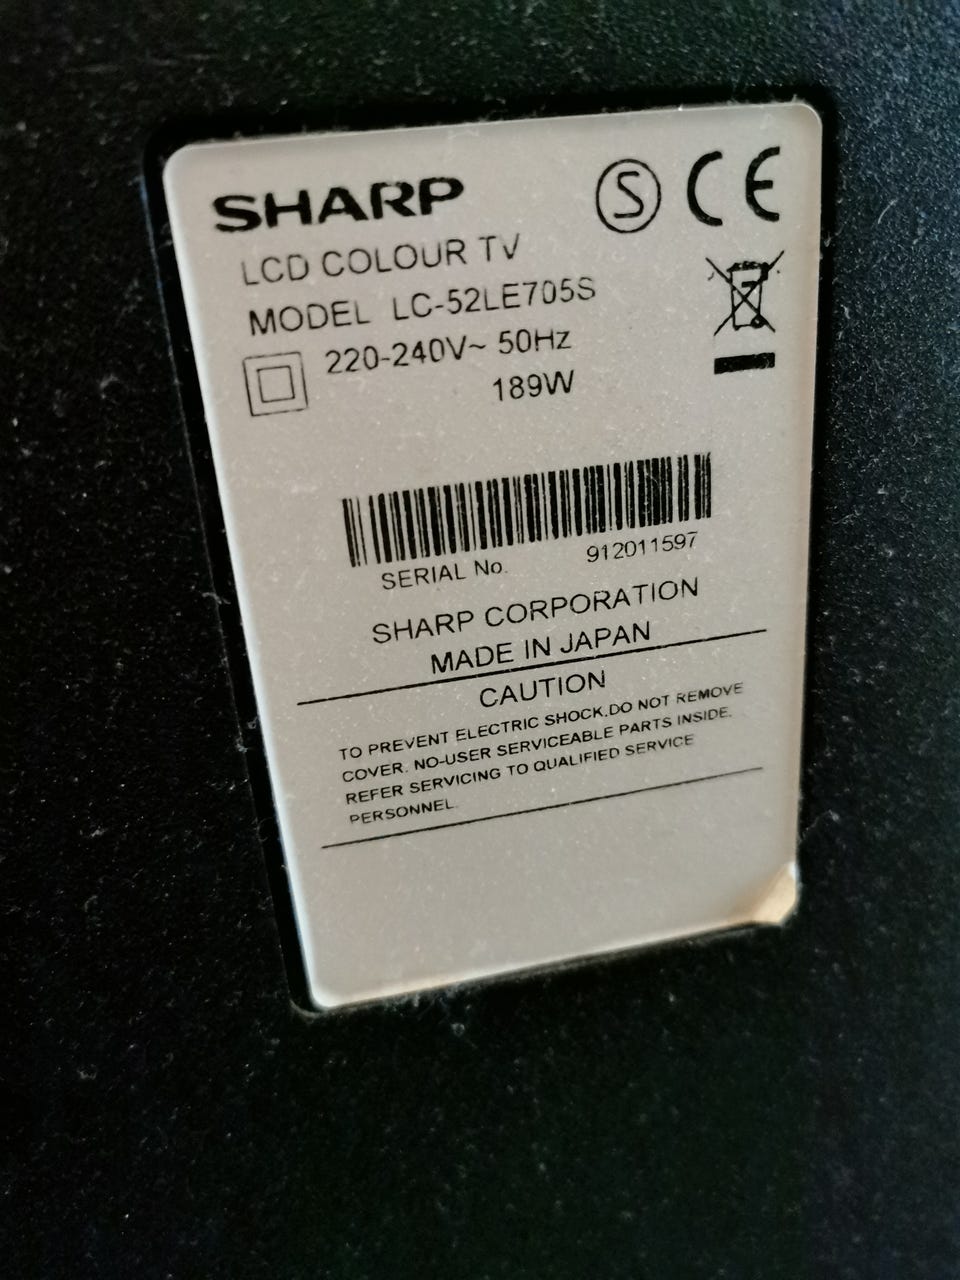 SHARP
LCD COLOUR TV
MODEL LC-52LE705S
220-240V~ 50Hz
189W
SERIAL No. 912011597
SHARP CORPORATION
MADE IN JAPAN
CAUTION
TO PREVENT ELECTRIC SHOCK,DO NOT REMOVE
COVER. NO-USER SERVICEABLE PARTS INSIDE.
REFER SERVICING TO QUALIFIED SERVICE
PERSONNEL.